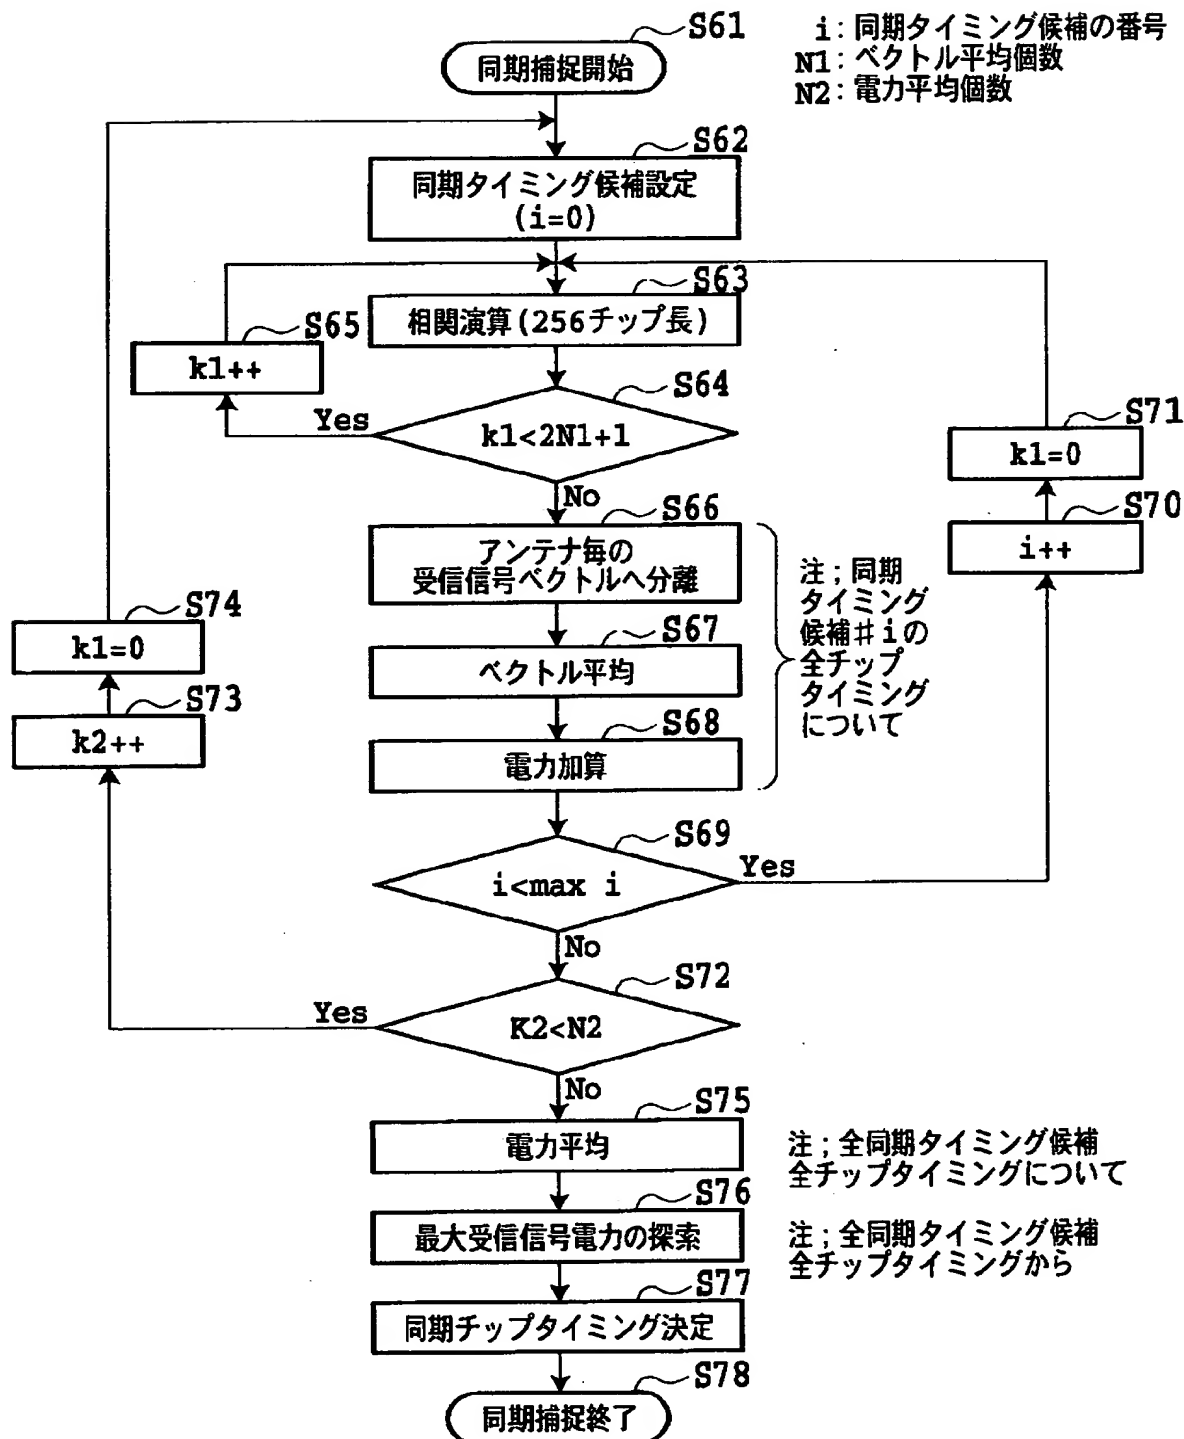 S61
同期捕捉開始
i: 同期タイミング候補の番号
N1: ベクトル平均個数
N2: 電力平均個数
S62
同期タイミング候補設定
(i=0)
S63
相関演算(256チップ長)
S65
k1++
S64
k1<2N1+1
Yes
No
S71
k1=0
S70
i++
S66
アンテナ毎の
受信信号ベクトルへ分離
S67
ベクトル平均
S68
電力加算
注;同期
タイミング
候補♯iの
全チップ
タイミング
について
S74
k1=0
S73
k2++
S69
i<max i
Yes
No
S72
K2<N2
Yes
No
S75
電力平均
注;全同期タイミング候補
全チップタイミングについて
S76
最大受信信号電力の探索
注;全同期タイミング候補
全チップタイミングから
S77
同期チップタイミング決定
S78
同期捕捉終了